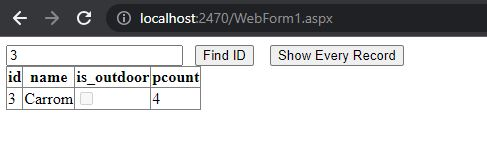 localhost:2470/WebForm1.aspx
3 Find ID Show Every Record
id name is_outdoor pcount
3 Carrom 4